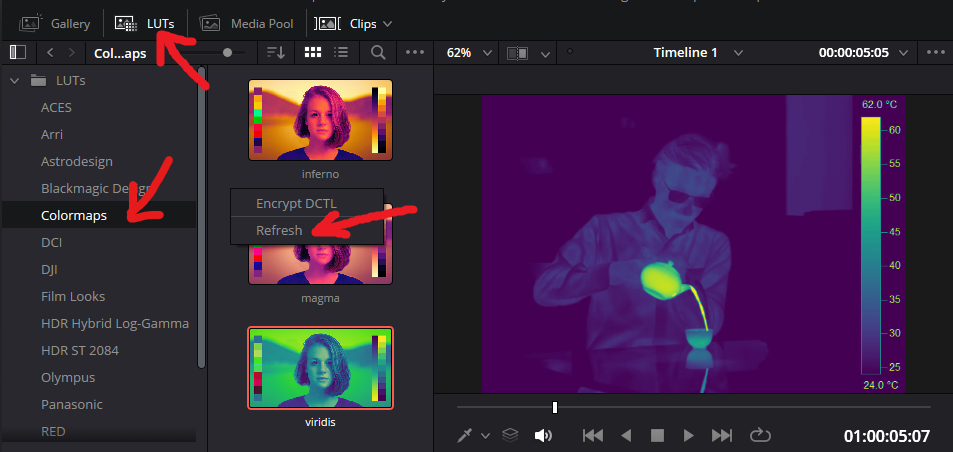 Gallery
LUTs
Media Pool
Clips
Col...aps
62%
Timeline 1
00:00:05:05
LUTs
ACES
Arri
Astrodesign
Blackmagic Design
Colormaps
DCI
DJI
Film Looks
HDR Hybrid Log-Gamma
HDR ST 2084
Olympus
Panasonic
RED
inferno
Encrypt DCTL
Refresh
magma
viridis
62.0 °C
60
55
50
45
40
35
30
25
24.0 °C
01:00:05:07